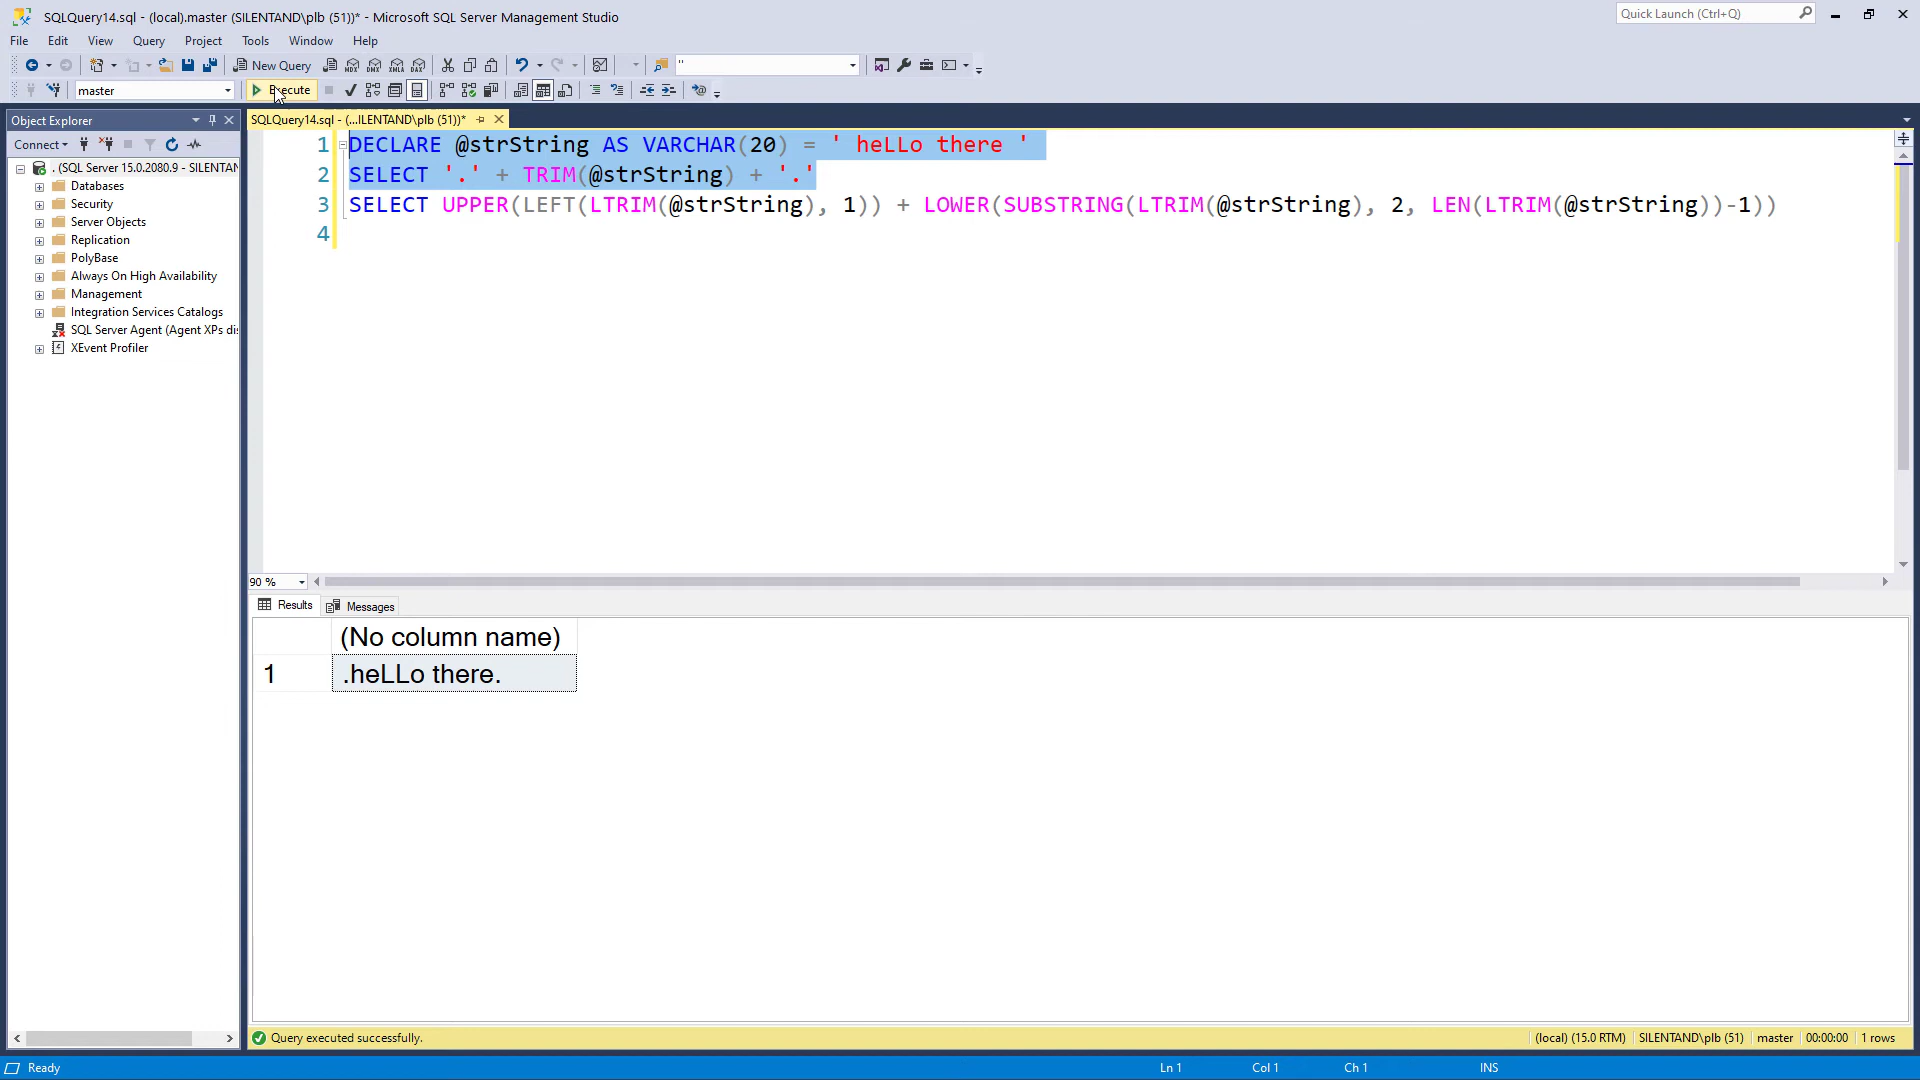 SQLQuery14.sql - (local).master (SILENTAND\plb (51))* - Microsoft SQL Server Management Studio
Quick Launch (Ctrl+Q)
File Edit View Query Project Tools Window Help
New Query "
master Execute
Object Explorer
SQLQuery14.sql - (...ILENTAND\plb (51))*
Connect
. (SQL Server 15.0.2080.9 - SILENTAN
Databases
Security
Server Objects
Replication
PolyBase
Always On High Availability
Management
Integration Services Catalogs
SQL Server Agent (Agent XPs dis
XEvent Profiler
1 DECLARE @strString AS VARCHAR(20) = ' heLLo there '
2 SELECT '.' + TRIM(@strString) + '.'
3 SELECT UPPER(LEFT(LTRIM(@strString), 1)) + LOWER(SUBSTRING(LTRIM(@strString), 2, LEN(LTRIM(@strString))-1))
4
90 %
Results Messages
(No column name)
1 .heLLo there.
Query executed successfully. (local) (15.0 RTM) SILENTAND\plb (51) master 00:00:00 1 rows
Ready Ln 1 Col 1 Ch 1 INS